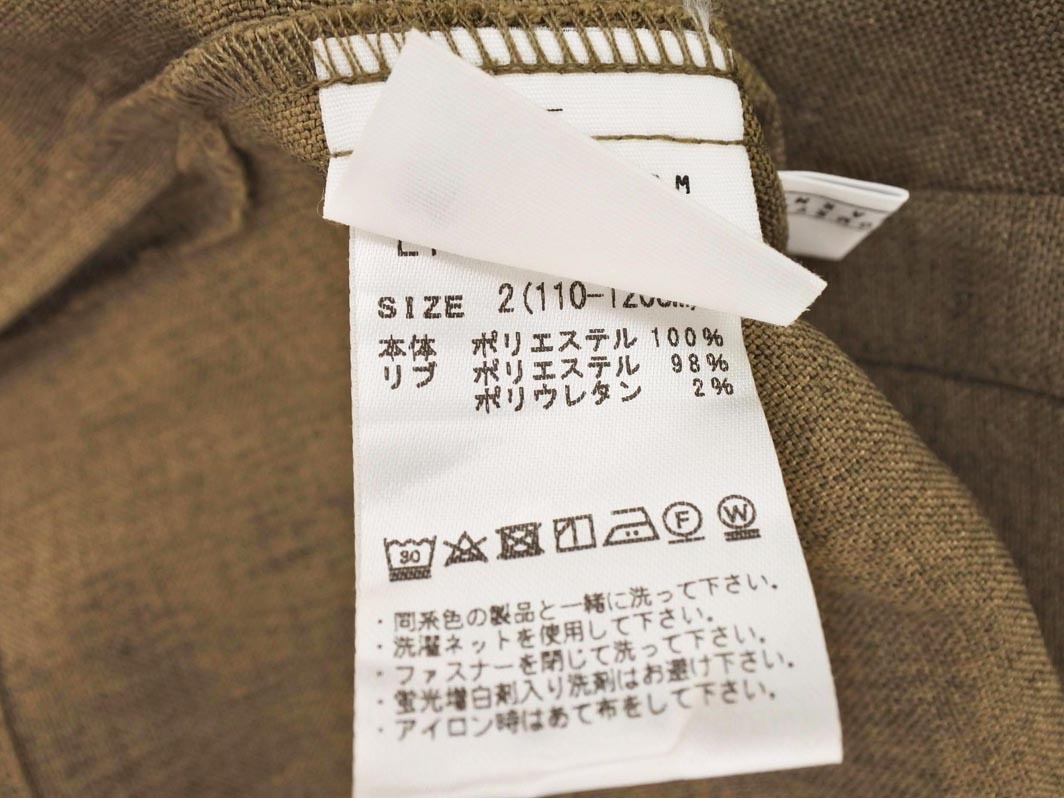 M
SIZE 2(110-120cm)
本体 ポリエステル 100%
リブ ポリエステル 98%
ポリウレタン 2%
30
F
W
・同系色の製品と一緒に洗って下さい。
・洗濯ネットを使用して下さい。
・ファスナーを閉じて洗って下さい。
・蛍光増白剤入り洗剤はお避け下さい。
・アイロン時はあて布をして下さい。